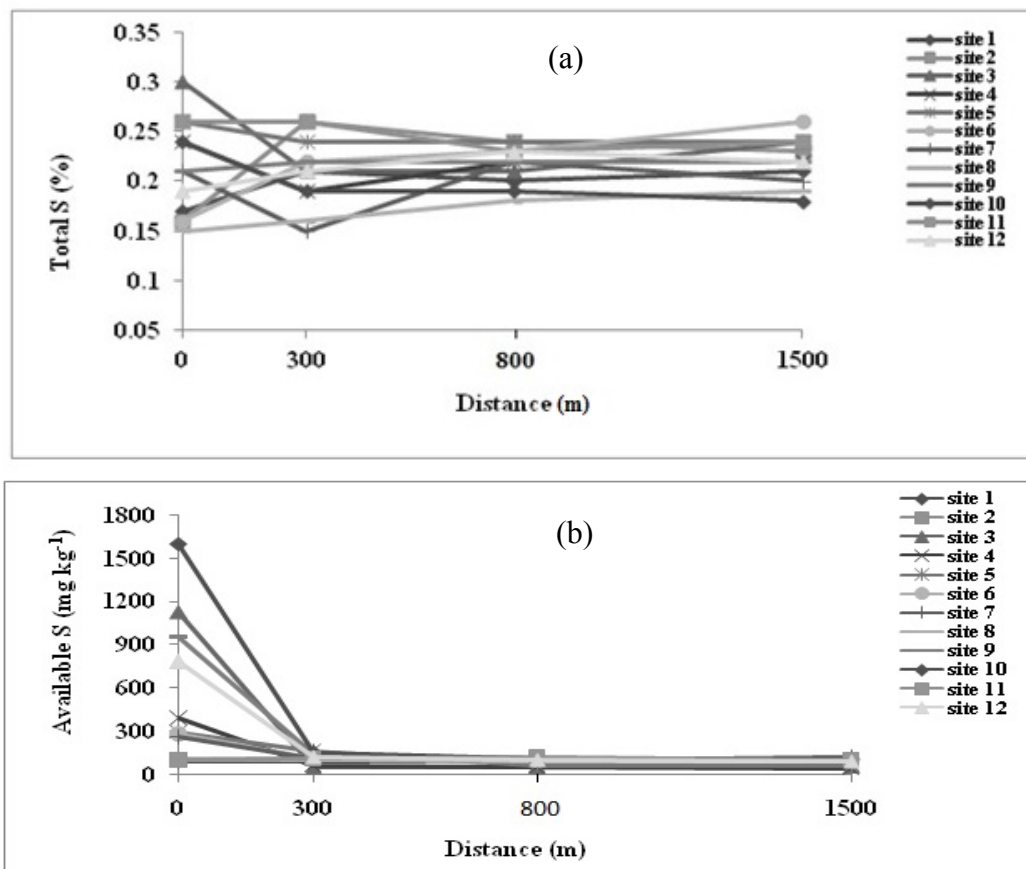 (a)
0.35
0.3
0.25
0.2
0.15
0.1
0.05
Total S (%)
0 300 800 1500
Distance (m)
site 1
site 2
site 3
site 4
site 5
site 6
site 7
site 8
site 9
site 10
site 11
site 12
(b)
1800
1500
1200
900
600
300
0
Available S (mg kg-1)
0 300 800 1500
Distance (m)
site 1
site 2
site 3
site 4
site 5
site 6
site 7
site 8
site 9
site 10
site 11
site 12